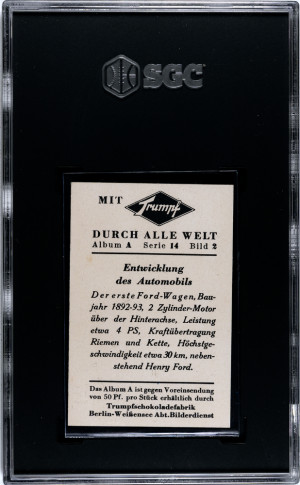 SGC
MIT Trumpf
DURCH ALLE WELT
Album A Serie 14 Bild 2
Entwicklung
des Automobils
Der erste Ford-Wagen, Bau-
jahr 1892-93, 2 Zylinder-Motor
über der Hinterachse, Leistung
etwa 4 PS, Kraftübertragung
Riemen und Kette, Höchstge-
schwindigkeit etwa 30 km, neben-
stehend Henry Ford.
Das Album A ist gegen Voreinsendung
von 50 Pf. pro Stück erhältlich durch
Trumpfschokoladefabrik
Berlin-Weißensee Abt. Bilderdienst